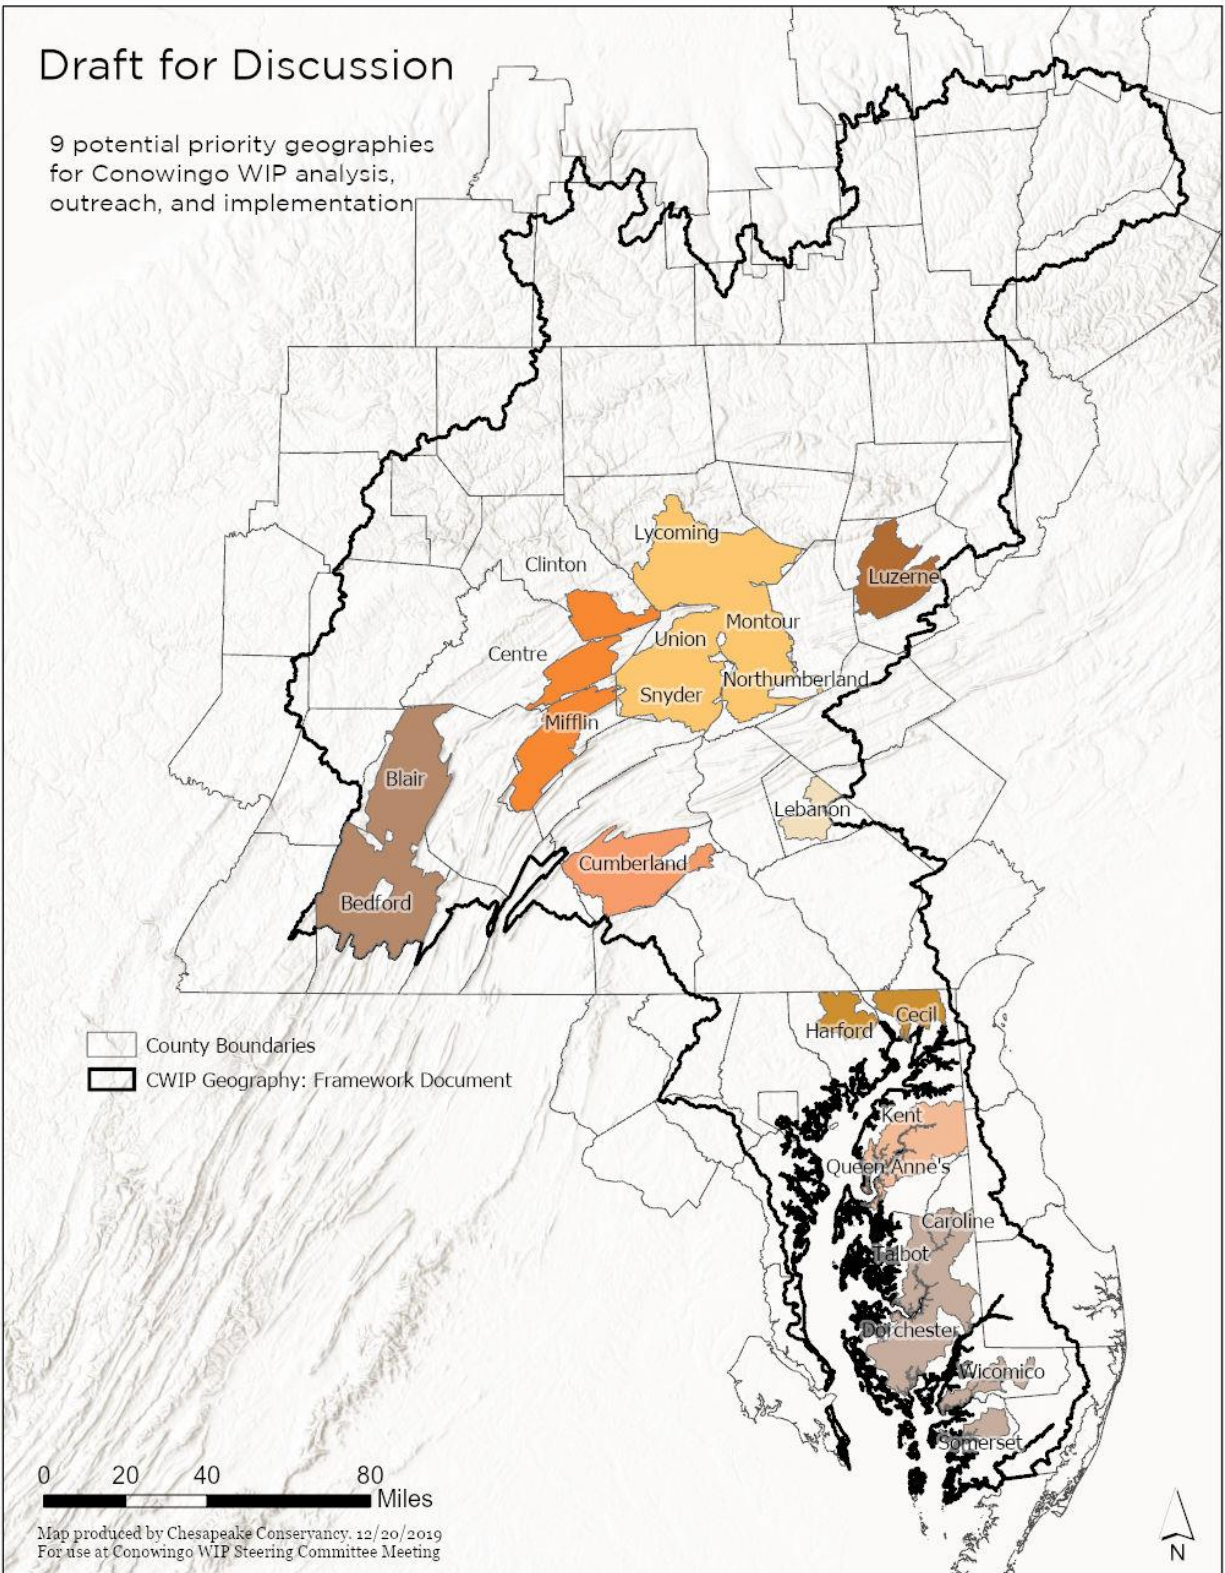 Draft for Discussion
9 potential priority geographies
for Conowingo WIP analysis,
outreach, and implementation
Lycoming
Clinton
Luzerne
Montour
Union
Centre
Northumberland
Snyder
Mifflin
Blair
Lebanon
Cumberland
Bedford
Cecil
Harford
County Boundaries
CWIP Geography: Framework Document
Kent
Queen Anne's
Caroline
Talbot
Dorchester
Wicomico
Somerset
0 20 40 80
Miles
Map produced by Chesapeake Conservancy. 12/20/2019
For use at Conowingo WIP Steering Committee Meeting
N